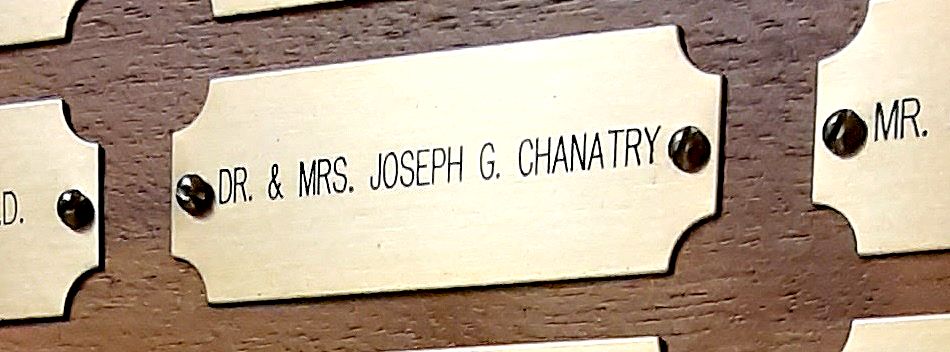 D.
DR. & MRS. JOSEPH G. CHANATRY
MR.